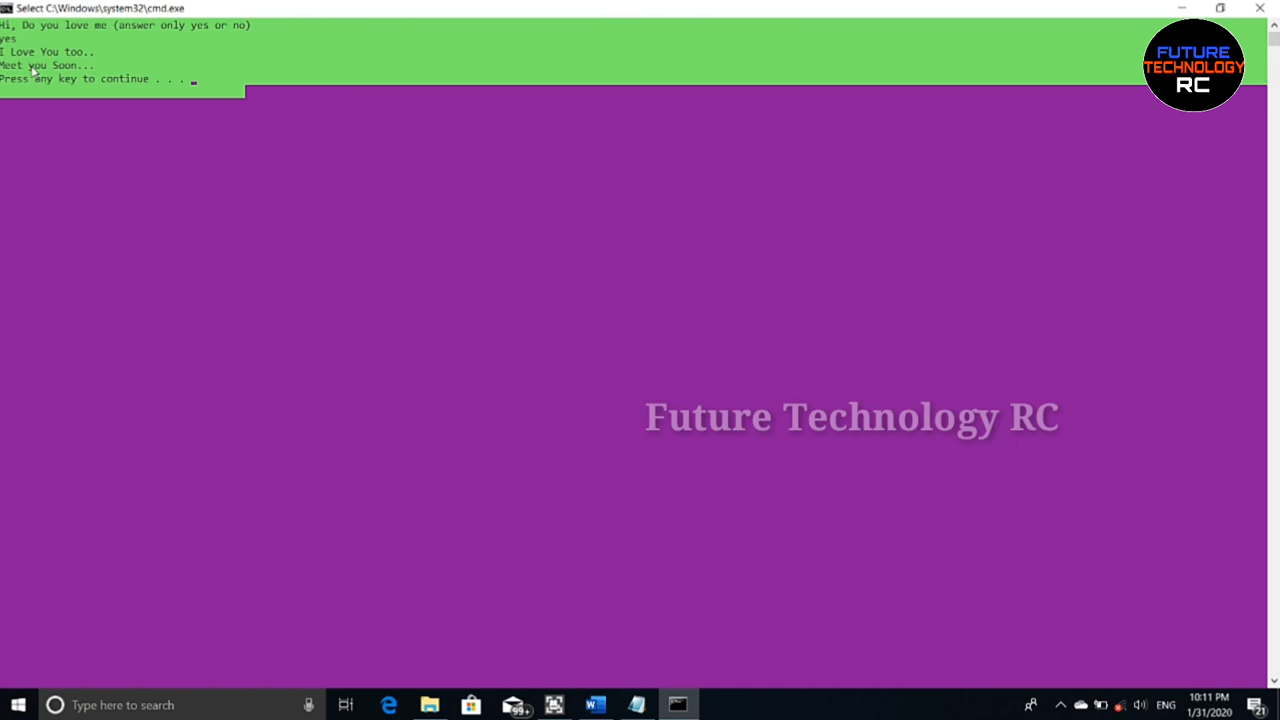 Select C:\Windows\system32\cmd.exe
Hi, Do you love me (answer only yes or no)
yes
I Love You too..
Meet you Soon...
Press any key to continue . . .
FUTURE
TECHNOLOGY
RC
Future Technology RC
Type here to search
99+
ENG
10:11 PM
1/31/2020
21